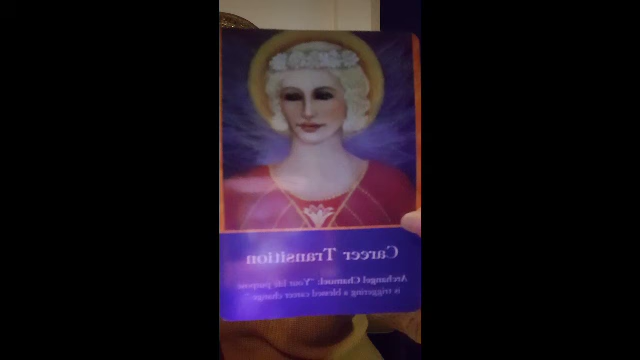 Career Transition
Archangel Chamuel: "Your life purpose
is triggering a blessed career change."